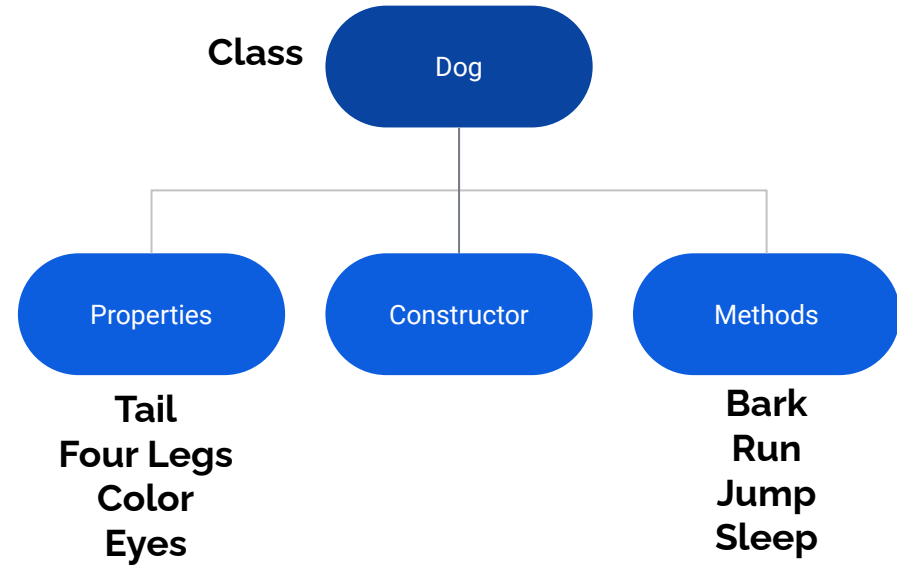 Class
Dog
Properties
Constructor
Methods
Tail
Four Legs
Color
Eyes
Bark
Run
Jump
Sleep